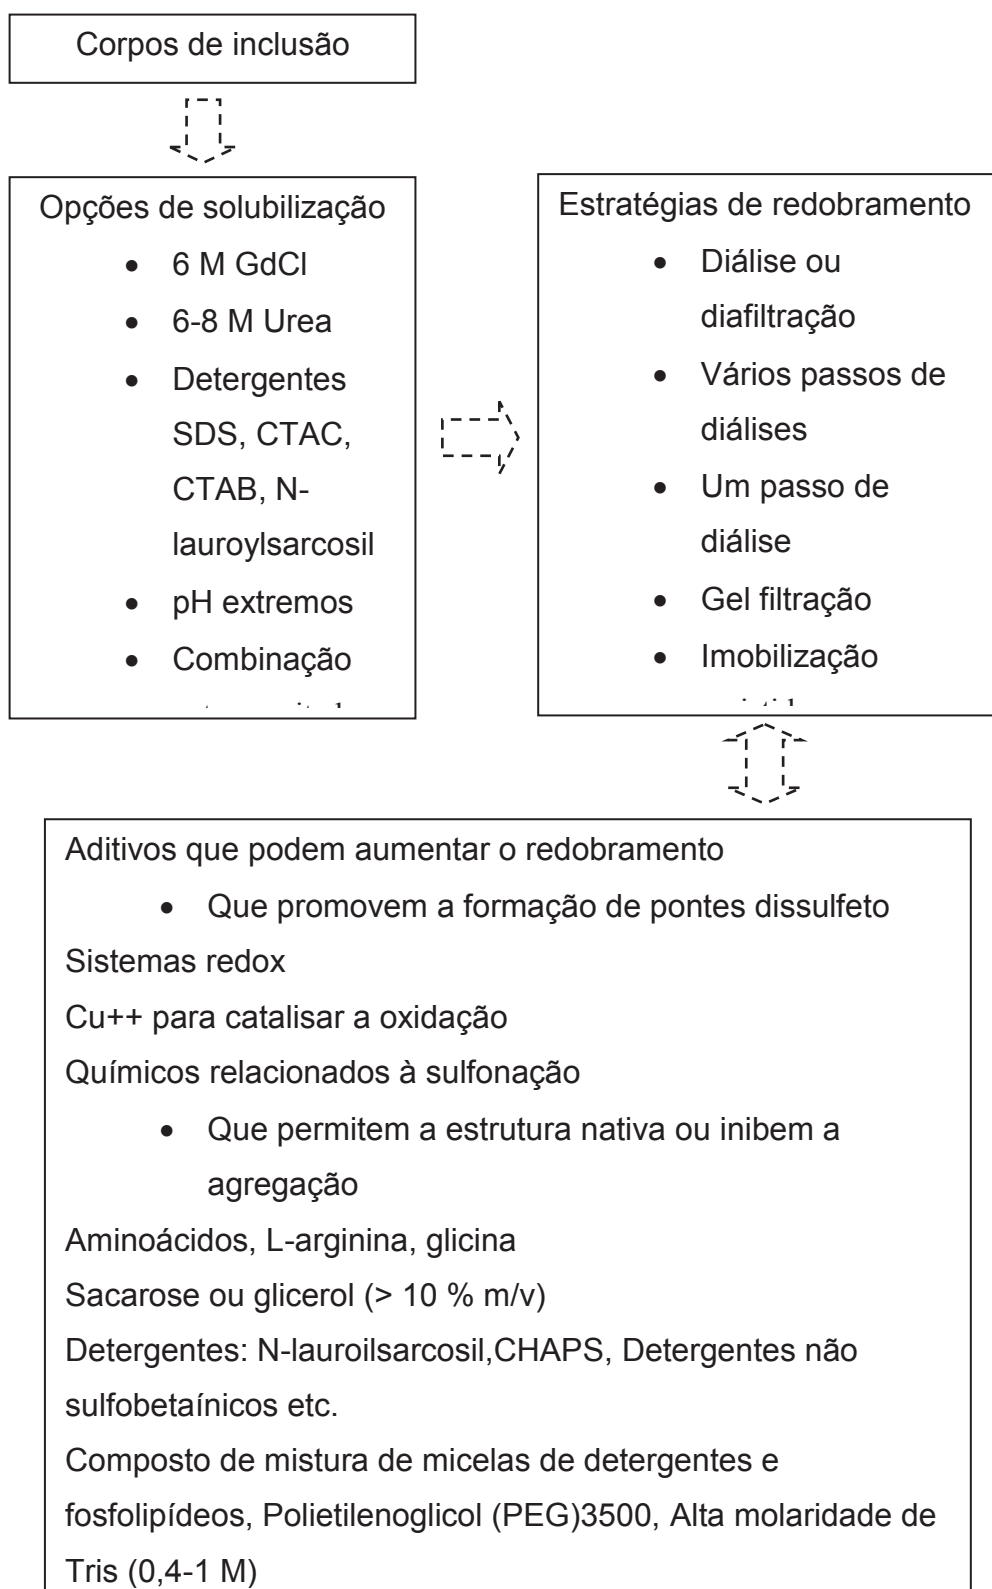 Corpos de inclusão
Opções de solubilização
• 6 M GdCl
• 6-8 M Urea
• Detergentes
SDS, CTAC,
CTAB, N-
lauroylsarcosil
• pH extremos
• Combinação
Estratégias de redobramento
• Diálise ou
diafiltração
• Vários passos de
diálises
• Um passo de
diálise
• Gel filtração
• Imobilização
Aditivos que podem aumentar o redobramento
• Que promovem a formação de pontes dissulfeto
Sistemas redox
Cu++ para catalisar a oxidação
Químicos relacionados à sulfonação
• Que permitem a estrutura nativa ou inibem a
agregação
Aminoácidos, L-arginina, glicina
Sacarose ou glicerol (> 10 % m/v)
Detergentes: N-lauroilsarcosil,CHAPS, Detergentes não
sulfobetaínicos etc.
Composto de mistura de micelas de detergentes e
fosfolipídeos, Polietilenoglicol (PEG)3500, Alta molaridade de
Tris (0,4-1 M)